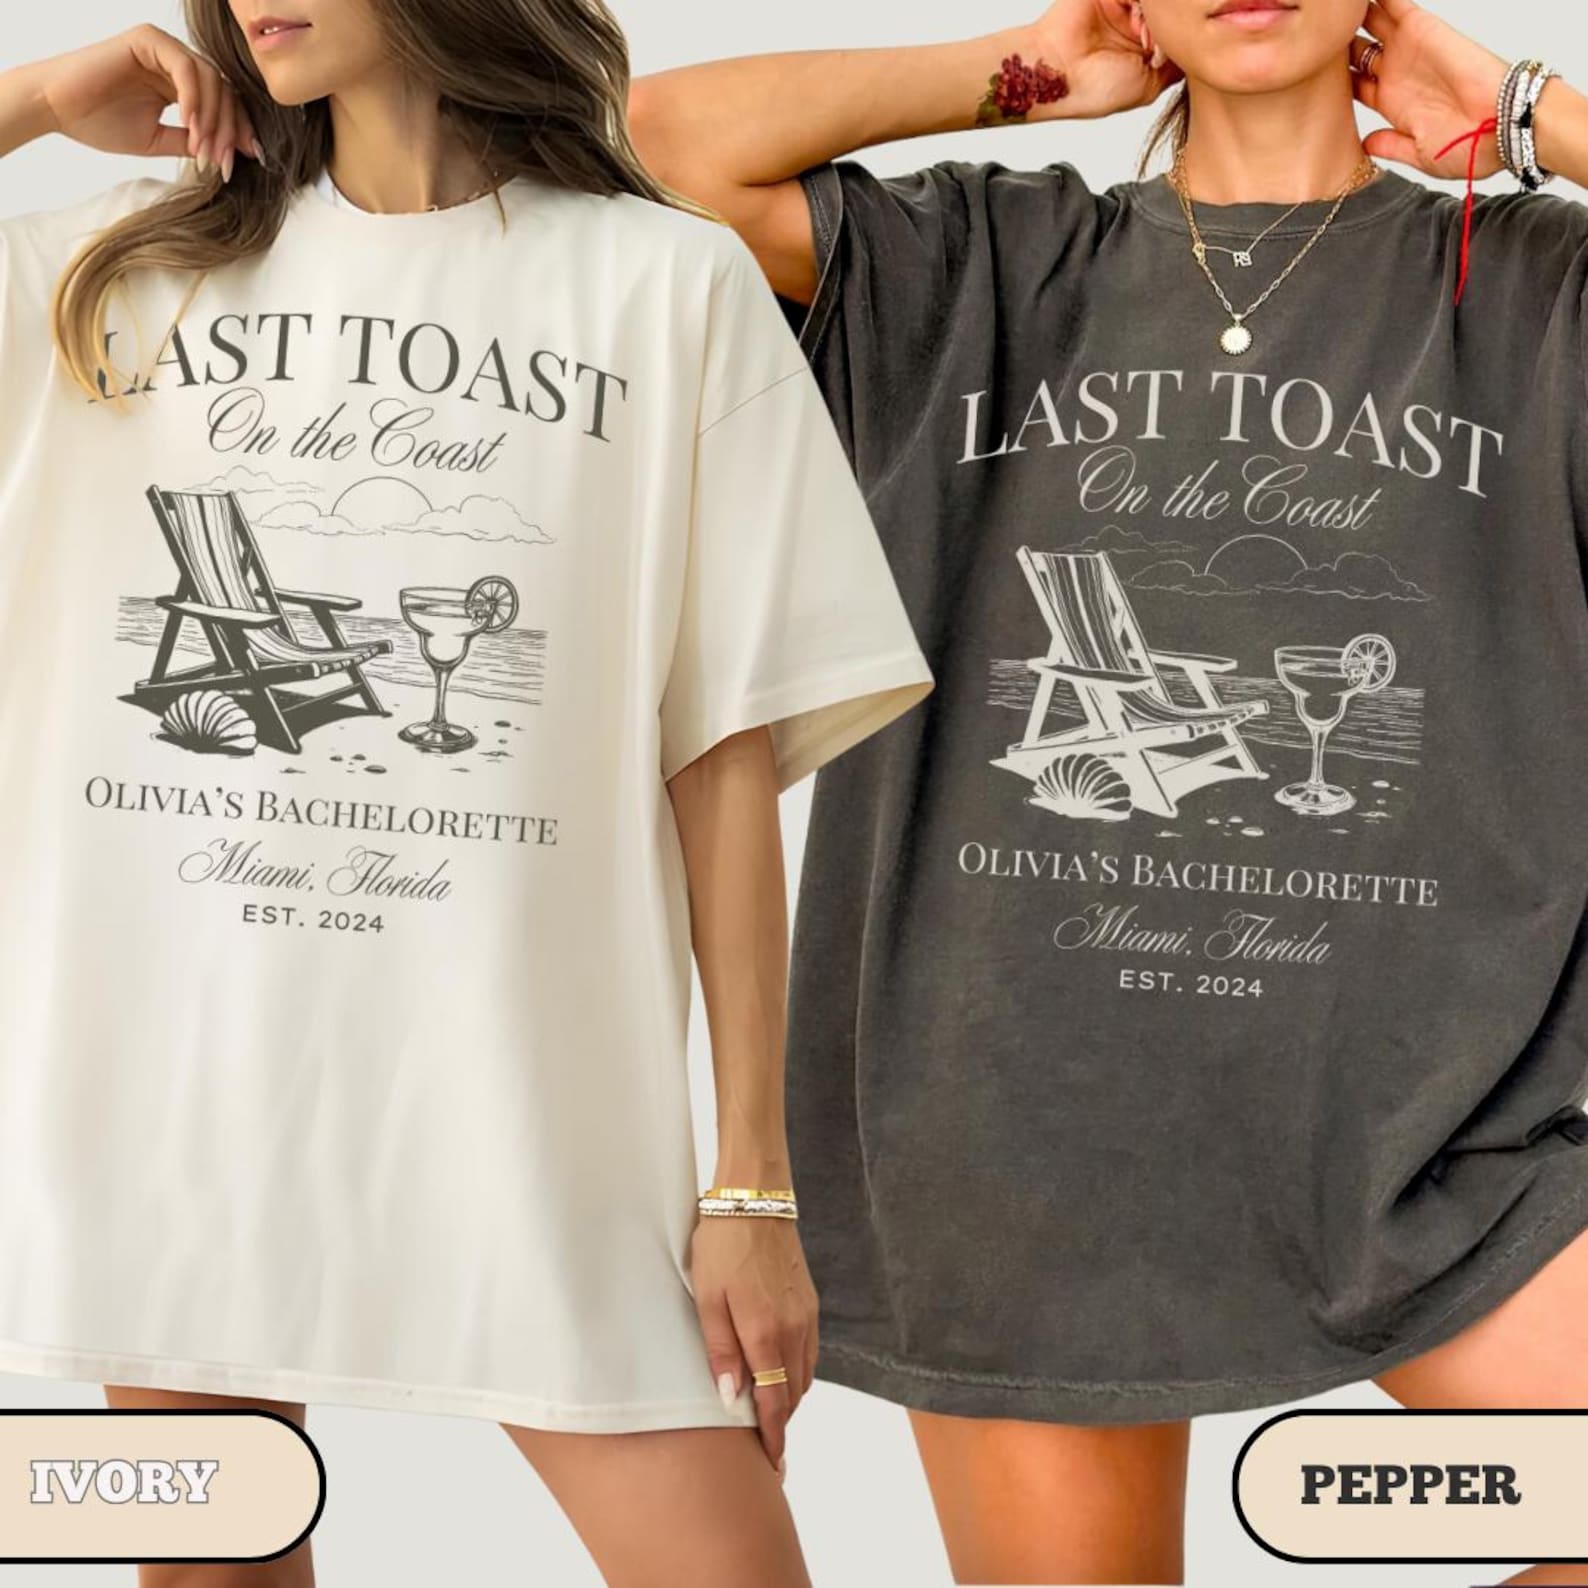 LAST TOAST
On the Coast
OLIVIA'S BACHELORETTE
Miami, Florida
EST. 2024
LAST TOAST
On the Coast
OLIVIA'S BACHELORETTE
Miami, Florida
EST. 2024
IVORY
PEPPER